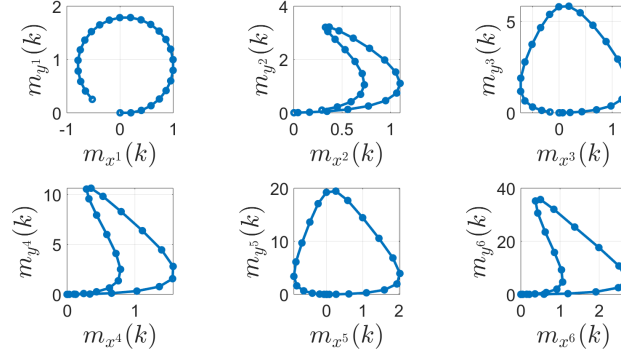 2
1
0
-1 0 1
m_{y^1}(k)
m_{x^1}(k)
4
2
0
0 0.5 1
m_{y^2}(k)
m_{x^2}(k)
5
0
0 1
m_{y^3}(k)
m_{x^3}(k)
10
5
0
0 1
m_{y^4}(k)
m_{x^4}(k)
20
10
0
0 1 2
m_{y^5}(k)
m_{x^5}(k)
40
20
0
0 1 2
m_{y^6}(k)
m_{x^6}(k)